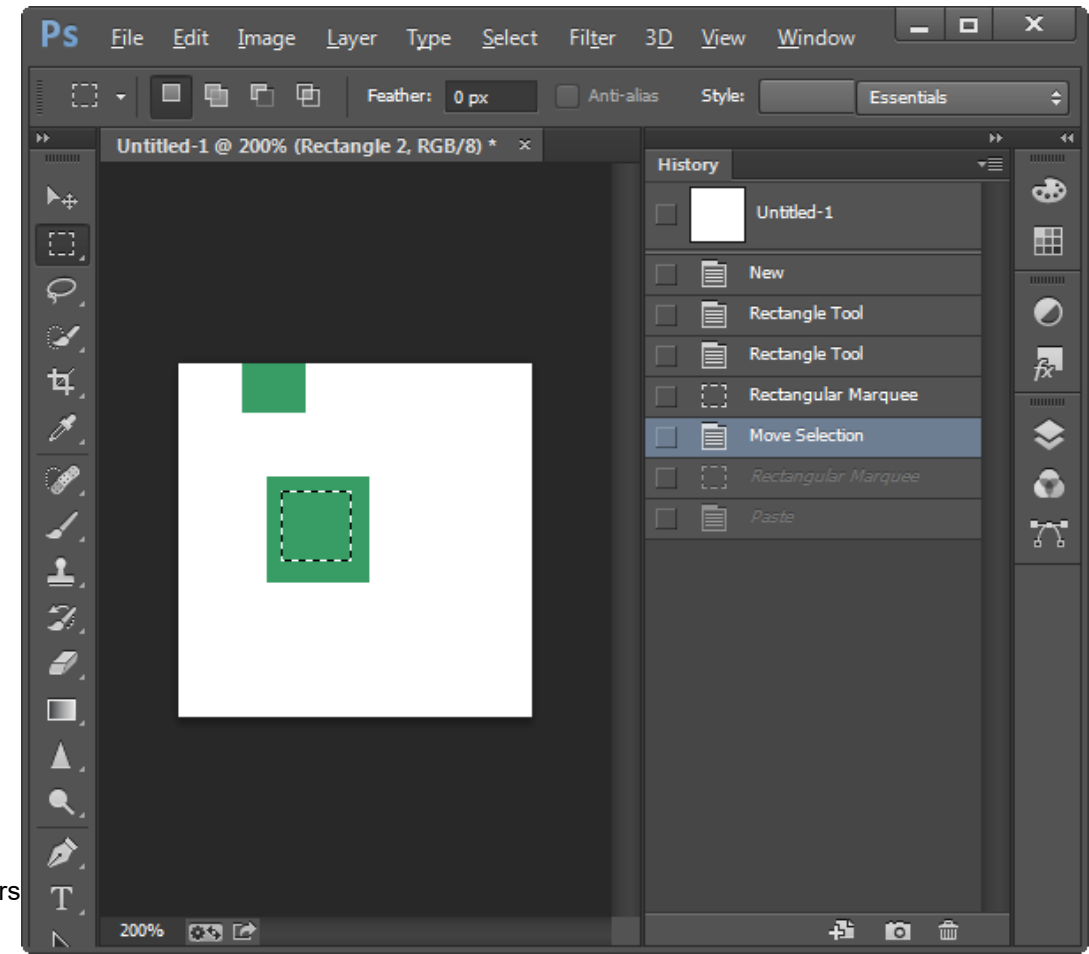 Ps File Edit Image Layer Type Select Filter 3D View Window
Feather: 0 px Anti-alias Style: Essentials
Untitled-1 @ 200% (Rectangle 2, RGB/8) * ×
History
Untitled-1
New
Rectangle Tool
Rectangle Tool
Rectangular Marquee
Move Selection
Rectangular Marquee
Paste
rs
200%